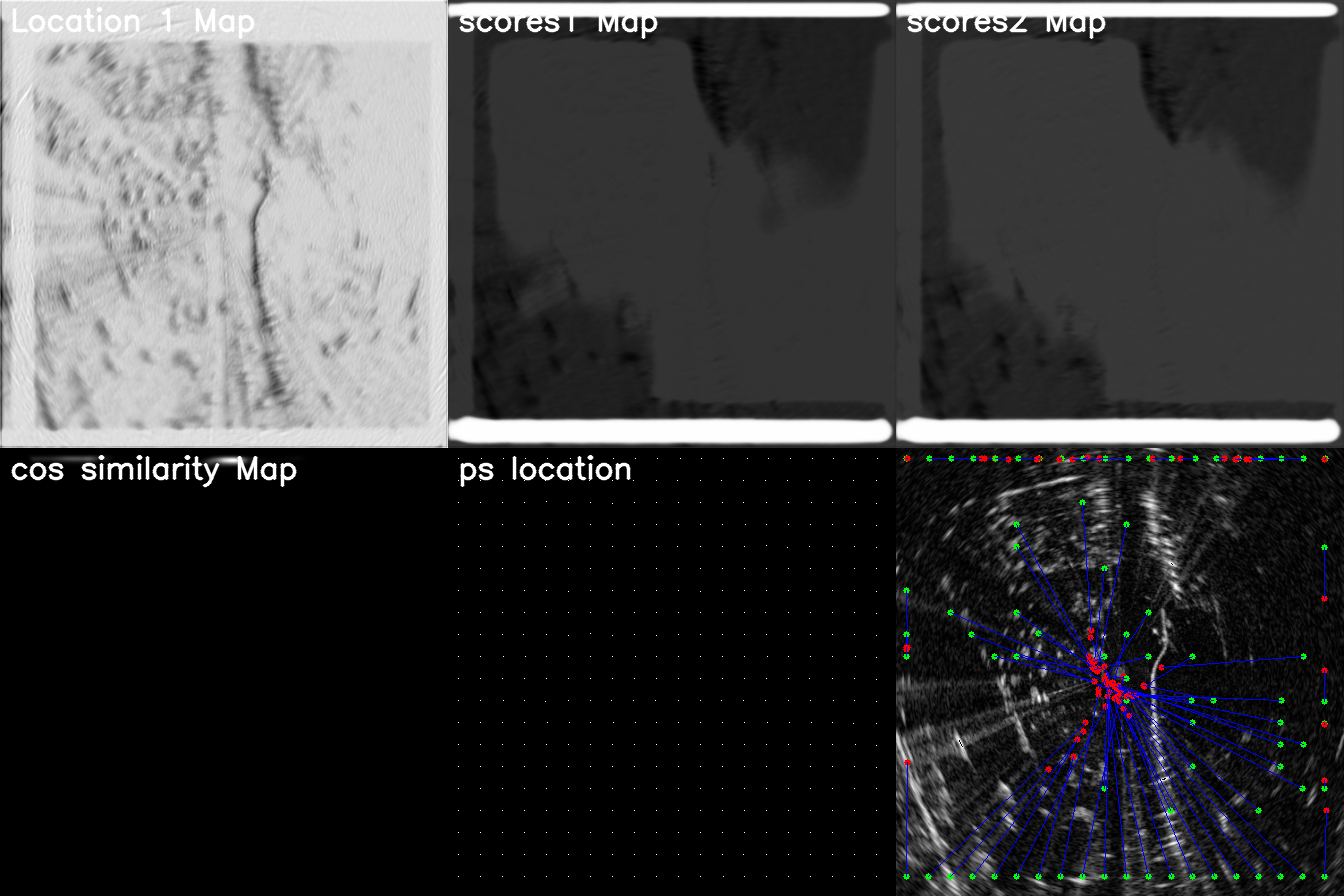 Location 1 Map
scores1 Map
scores2 Map
cos similarity Map
ps location